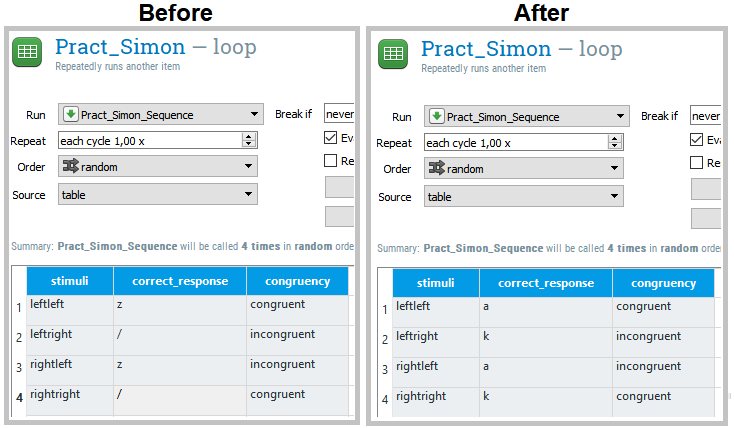 Before
Pract_Simon – loop
Repeatedly runs another item
Run Pract_Simon_Sequence Break if never
Repeat each cycle 1,00 x Eva
Order random Re
Source table
Summary: Pract_Simon_Sequence will be called 4 times in random orde
stimuli correct_response congruency
1 leftleft z congruent
2 leftright / incongruent
3 rightleft z incongruent
4 rightright / congruent
After
Pract_Simon – loop
Repeatedly runs another item
Run Pract_Simon_Sequence Break if never
Repeat each cycle 1,00 x Eva
Order random Re
Source table
Summary: Pract_Simon_Sequence will be called 4 times in random orde
stimuli correct_response congruency
1 leftleft a congruent
2 leftright k incongruent
3 rightleft a incongruent
4 rightright k congruent